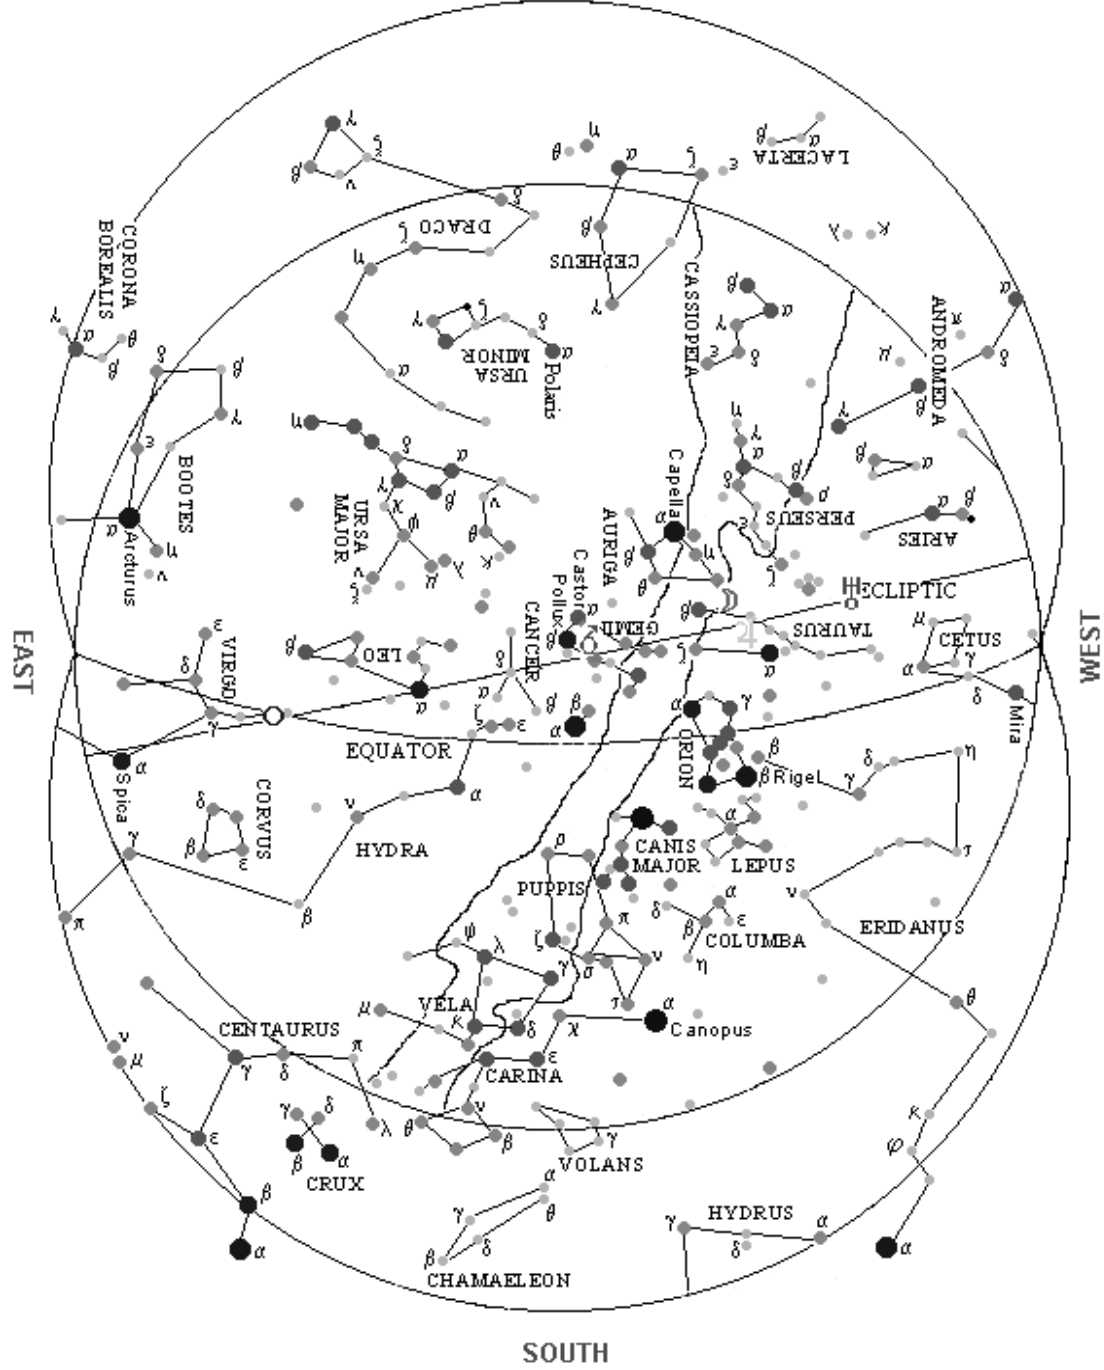 γ
β
ν
ξ
θ η
α
ζ
ε
β α
LACERTA
CORONA
BOREALIS
δ
DRACO
ζ
η
β
CEPHEUS
γ
λ κ
CASSIOPEIA
β
α
γ
δ
ε
ANDROMEDA
α
π
δ
μ
β
γ
γ
α
β
θ
δ
β
γ
ε
BOOTES
α
Arcturus
η
ν
γ
ζ
δ
α
Polaris
URSA
MINOR
α
η
δ
α
γ
β
χ
ψ
URSA
MAJOR
ν
ξ
μ
λ
ν
θ
κ
Capella
α
AURIGA
β
η
θ
η
γ
α
δ
β
ρ
PERSEUS
ε
ζ
β
α
α
β
ARIES
Castor
Pollux
α
β
♂
GEMII
β
☽
♃
TAURUS
ζ
α
ECLIPTIC
EAST
WEST
VIRGO
ε
δ
γ
α
Spica
β
LEO
α
CANCER
δ
α
β
β
α
ζ
ε
EQUATOR
α
γ
ORION
β
Rigel
μ
CETUS
α
γ
δ
Mira
β
γ
δ
η
τ
ν
ERIDANUS
θ
κ
φ
α
CORVUS
δ
β
ε
ν
α
HYDRA
γ
β
π
CANIS
MAJOR
α
LEPUS
ρ
PUPPIS
π
ζ
σ
ν
τ
δ
α
β
ε
COLUMBA
η
ψ
λ
γ
VELA
μ
κ
δ
χ
α
Canopus
CENTAURUS
π
γ
δ
ν
μ
ζ
ε
λ
ε
CARINA
ν
θ
β
γ
δ
β
α
CRUX
β
α
γ
VOLANS
α
γ
θ
δ
β
CHAMAELEON
HYDRUS
γ
α
δ
SOUTH